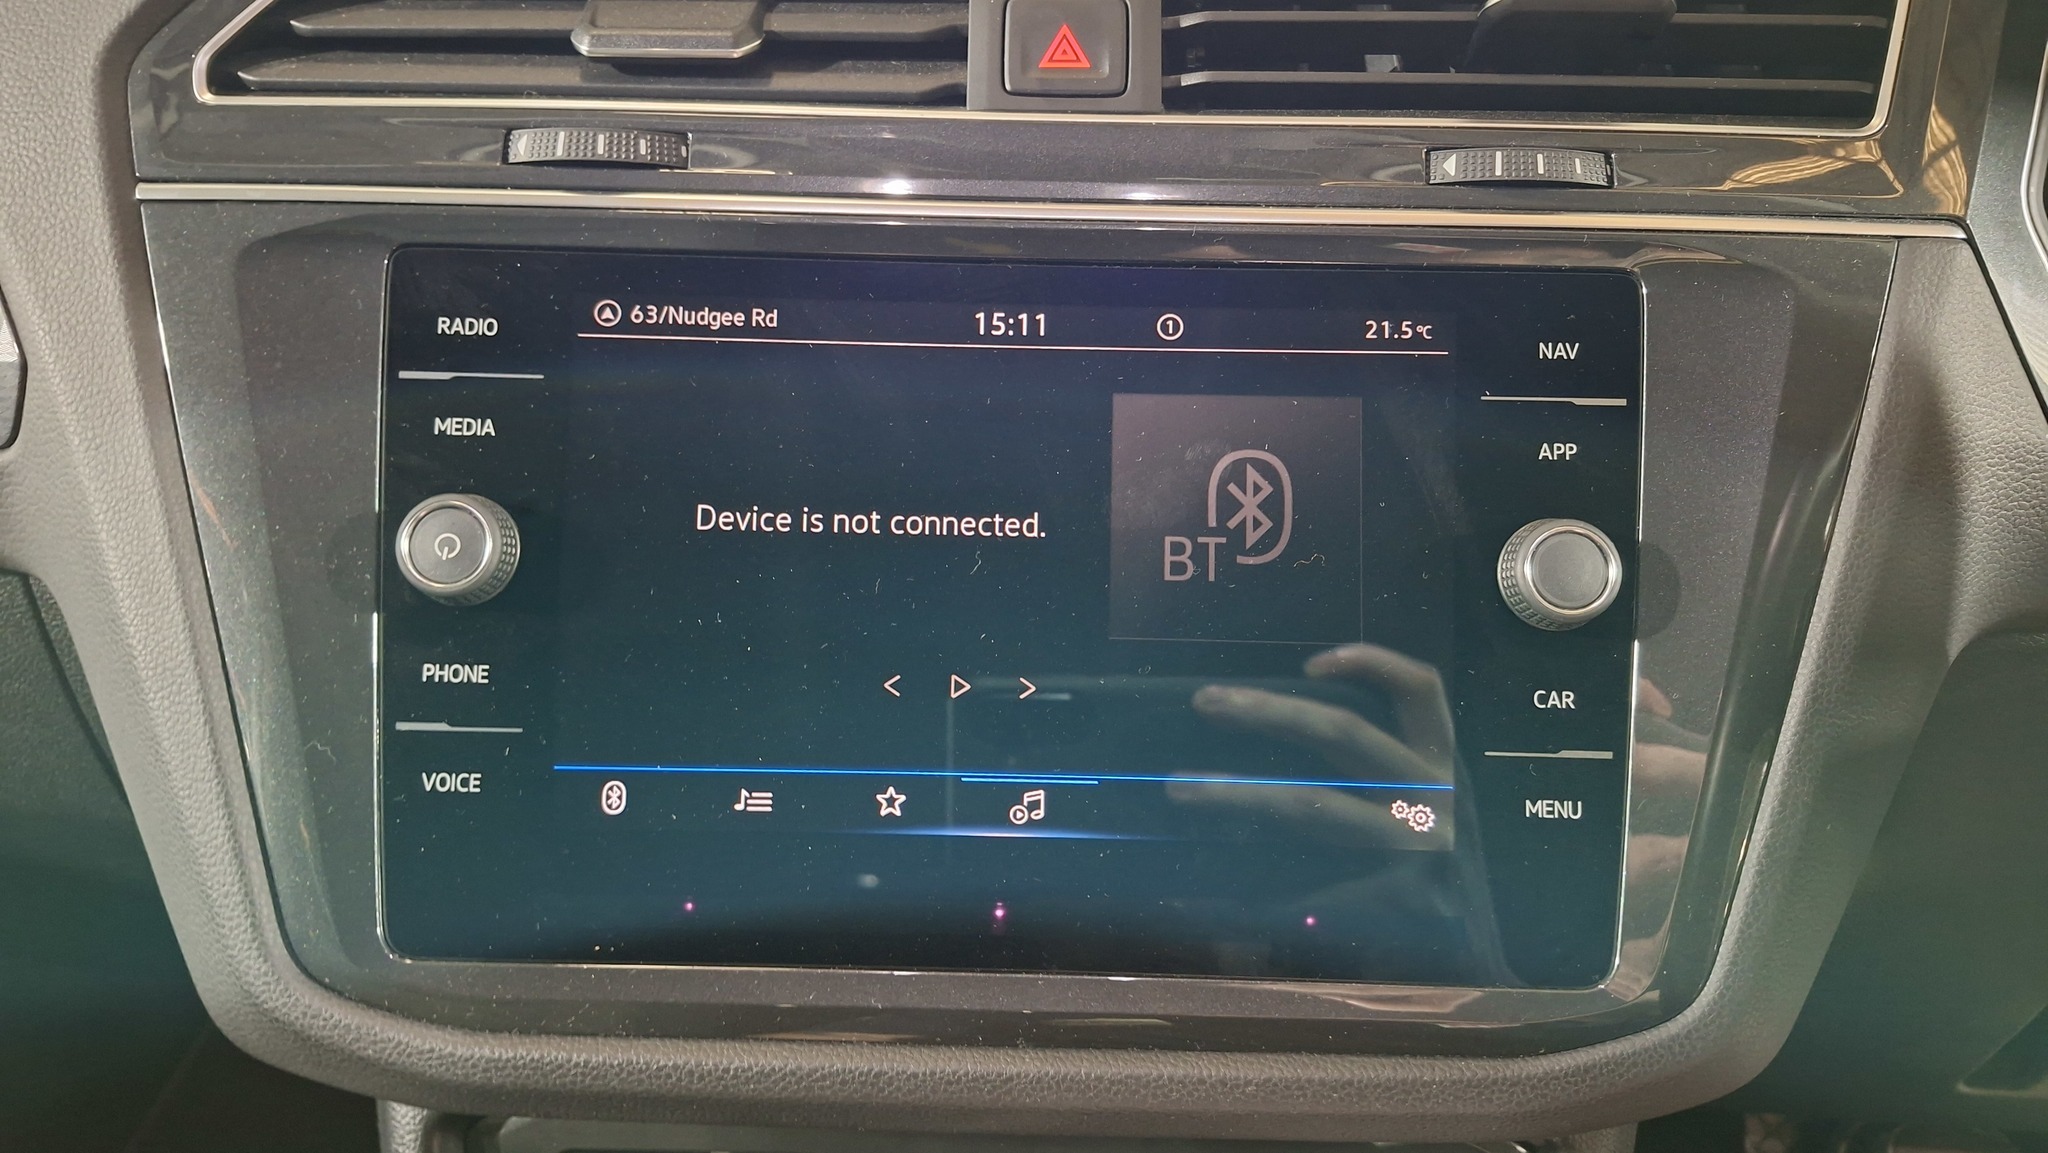 63/Nudgee Rd 15:11 1 21.5°C
RADIO
NAV
MEDIA
APP
Device is not connected.
BT
PHONE
CAR
VOICE
MENU